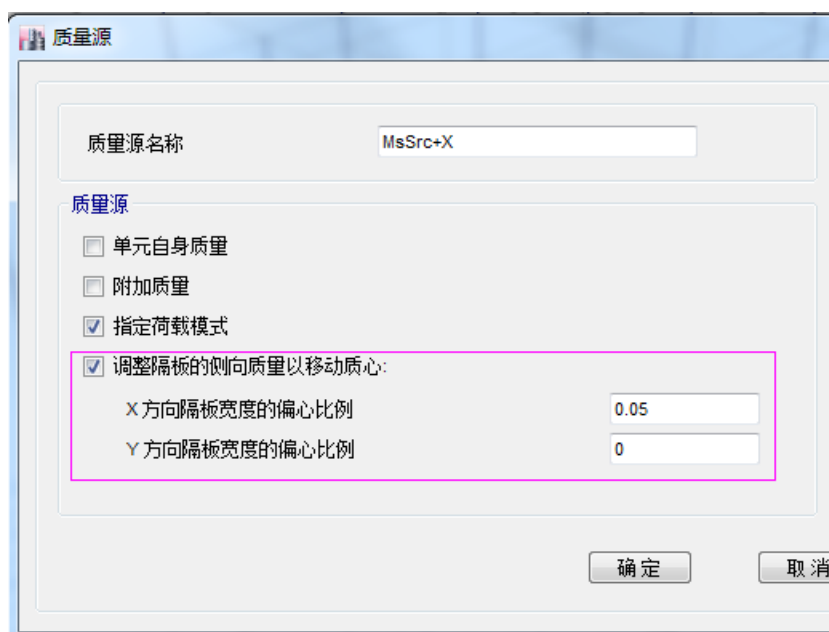 质量源
质量源名称 MsSrc+X
质量源
单元自身质量
附加质量
指定荷载模式
调整隔板的侧向质量以移动质心:
X 方向隔板宽度的偏心比例 0.05
Y 方向隔板宽度的偏心比例 0
确定 取消